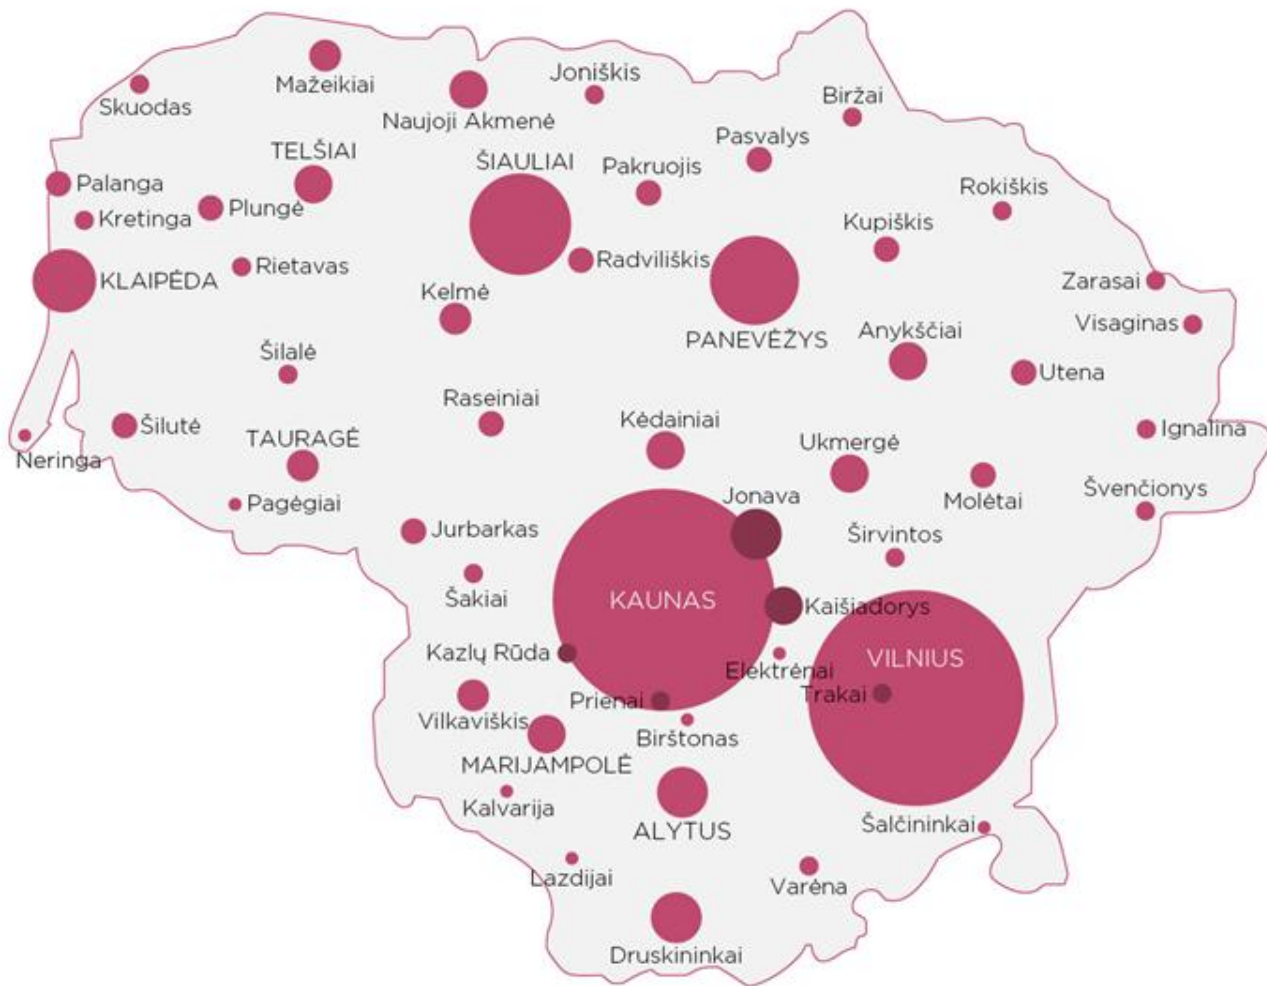 Joniškis
Mažeikiai
Biržai
Skuodas
Naujoji Akmenė
Pasvalys
TELŠIAI
ŠIAULIAI
Pakruojis
Palanga
Rokiškis
Plungė
Kretinga
Kupiškis
Radviliškis
Rietavas
KLAIPĖDA
Zarasai
Kelmė
Visaginas
Anykščiai
PANEVĖŽYS
Šilalė
Utena
Raseiniai
Kėdainiai
Šilutė
Ignalina
TAURAGĖ
Ukmergė
Neringa
Švenčionys
Jonava
Molėtai
Pagėgiai
Jurbarkas
Širvintos
Šakiai
KAUNAS
Kaišiadorys
Kazlų Rūda
VILNIUS
Elektrėnai
Trakai
Prienai
Vilkaviškis
Birštonas
MARIJAMPOLĖ
Kalvarija
Šalčininkai
ALYTUS
Lazdijai
Varėna
Druskininkai